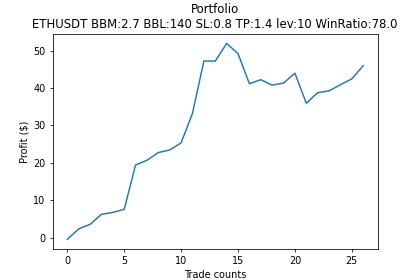 Portfolio
ETHUSDT BBM:2.7 BBL:140 SL:0.8 TP:1.4 lev:10 WinRatio:78.0
50
40
30
20
10
0
Profit ($)
0 5 10 15 20 25
Trade counts